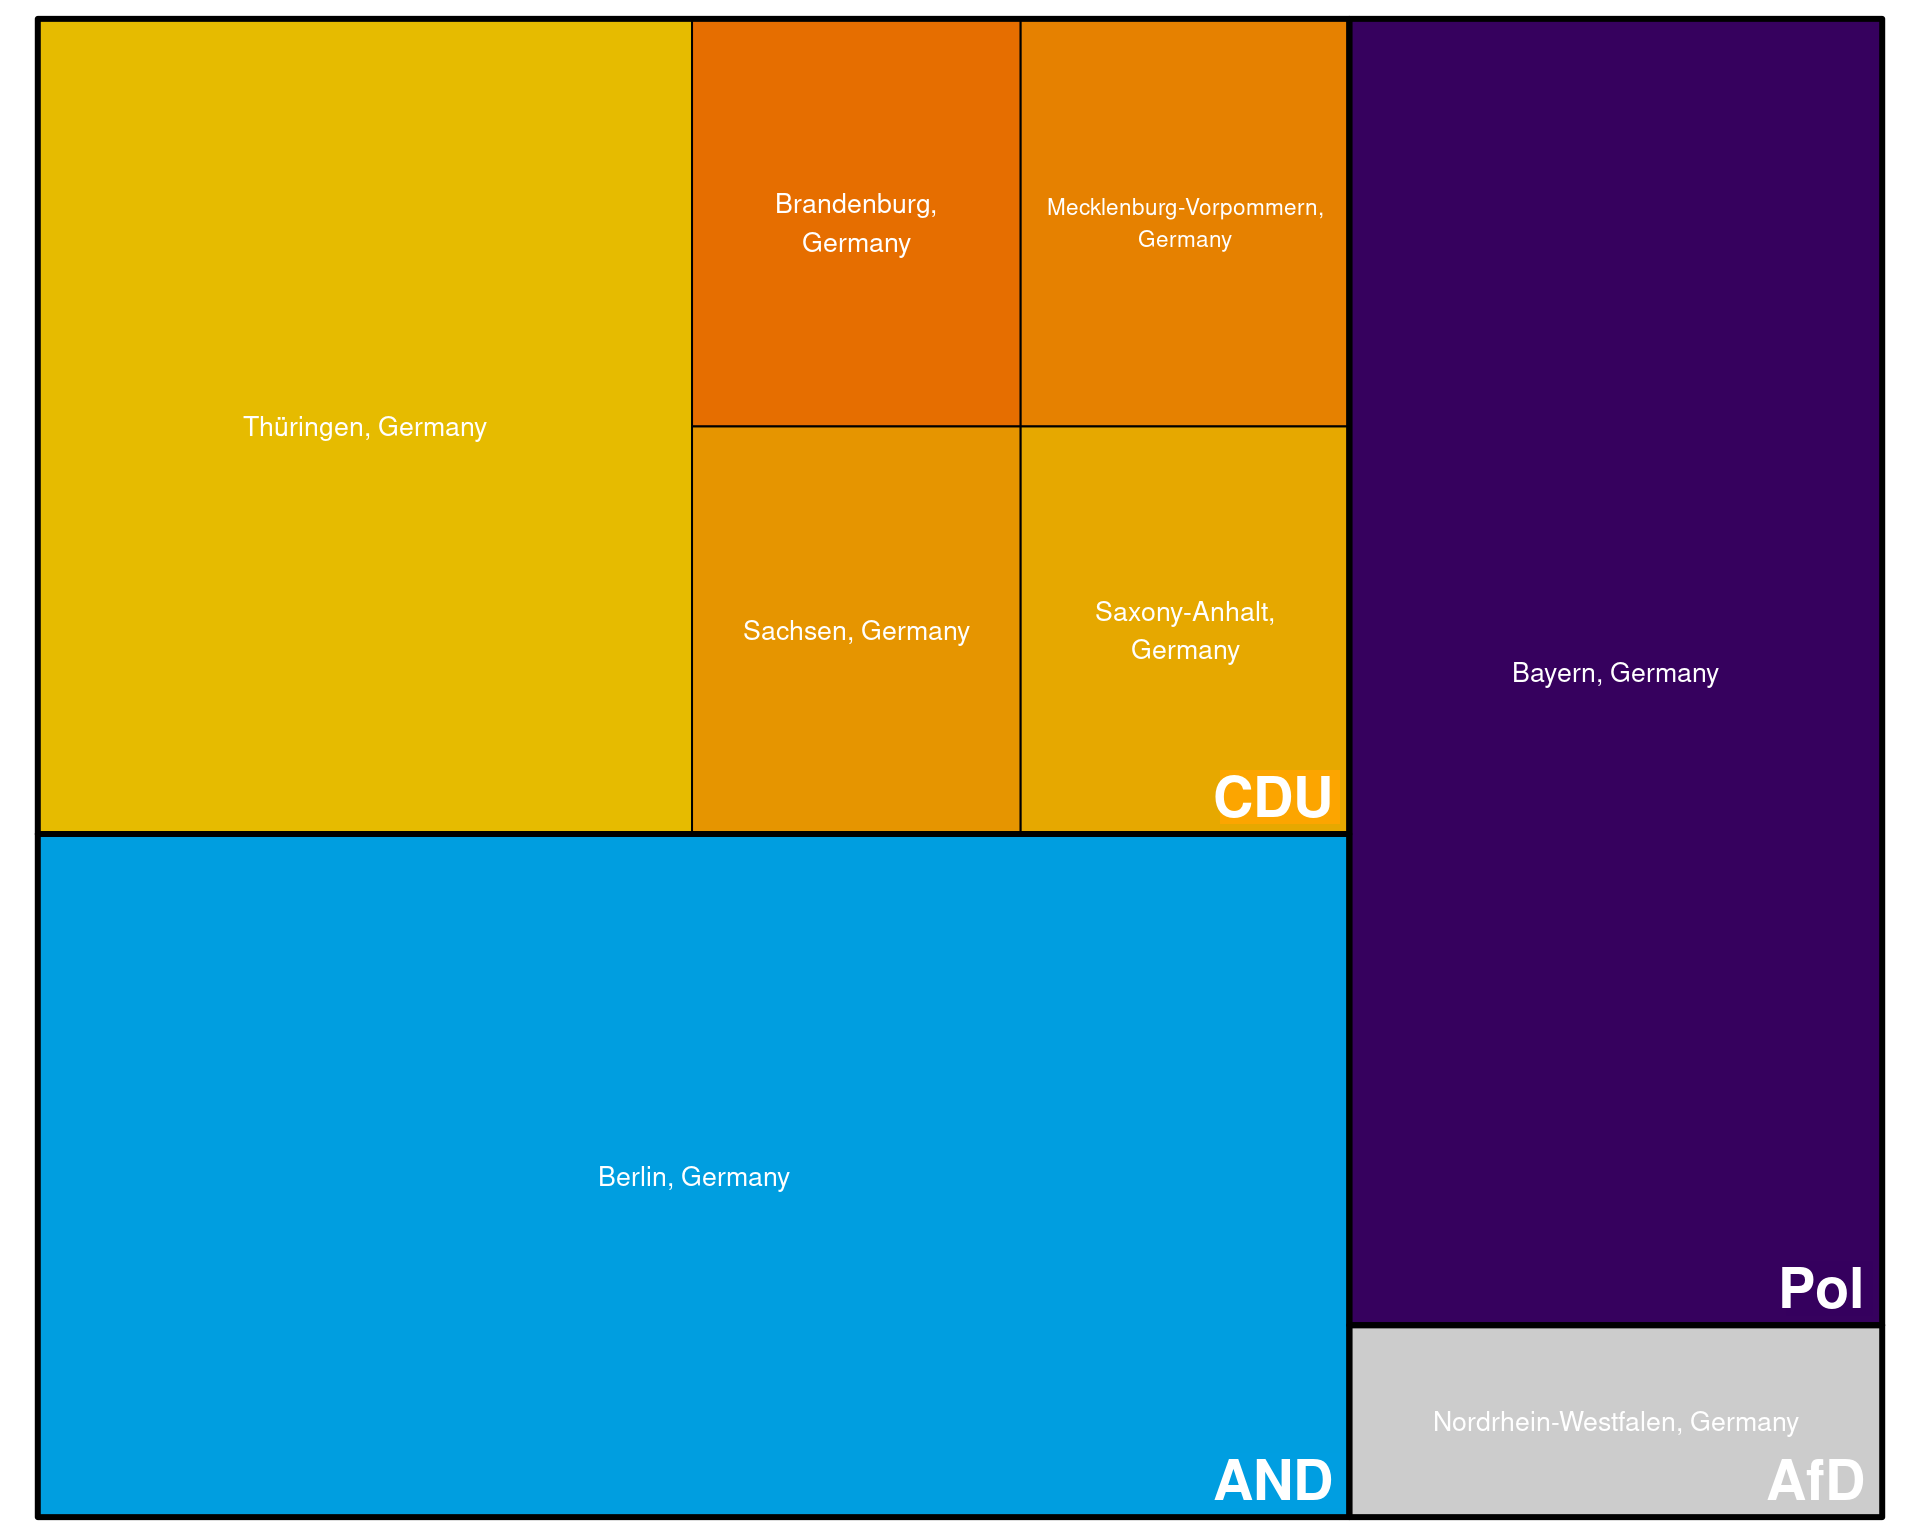 Thüringen, Germany
Brandenburg,
Germany
Mecklenburg-Vorpommern,
Germany
Sachsen, Germany
Saxony-Anhalt,
Germany
CDU
Berlin, Germany
AND
Bayern, Germany
Pol
Nordrhein-Westfalen, Germany
AfD